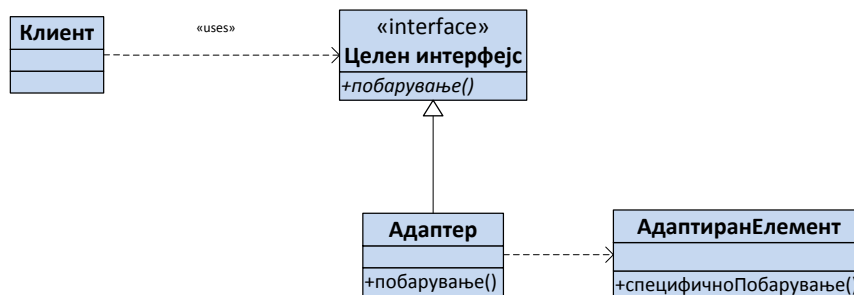 Клиент
«uses»
«interface»
Целен интерфејс
+побарување()
Адаптер
+побарување()
АдаптиранЕлемент
+специфичноПобарување()